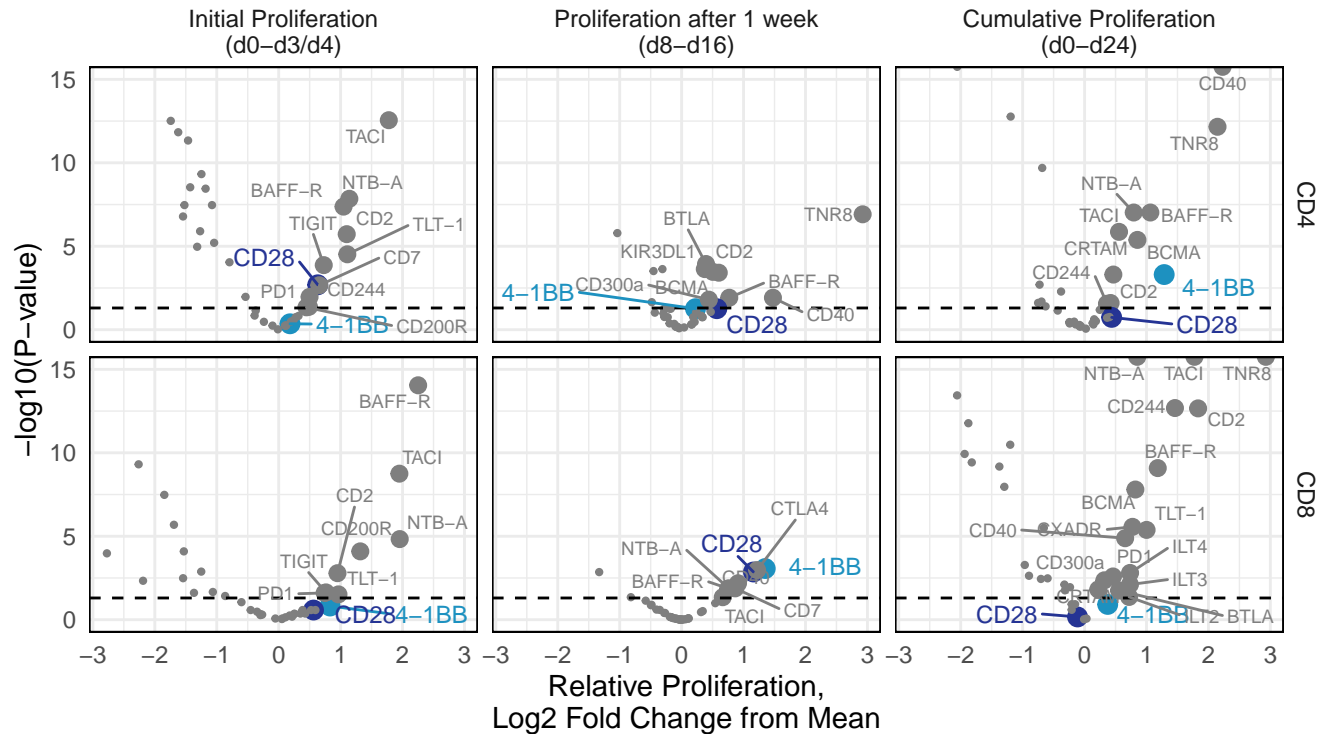 Initial Proliferation
(d0−d3/d4)
Proliferation after 1 week
(d8−d16)
Cumulative Proliferation
(d0−d24)
−log10(P−value)
15
10
5
0
TACI
NTB−A
BAFF−R
CD2
TIGIT
TLT−1
CD28
CD7
PD1
CD244
4−1BB
CD200R
TNR8
BTLA
KIR3DL1
CD2
CD300a
BCMA
BAFF−R
4−1BB
CD40
CD28
CD40
TNR8
NTB−A
TACI
BAFF−R
CRTAM
BCMA
CD244
CD2
4−1BB
CD28
CD4
15
10
5
0
BAFF−R
TACI
CD2
CD200R
NTB−A
TIGIT
TLT−1
PD1
CD28
4−1BB
CTLA4
CD28
NTB−A
4−1BB
CD40
BAFF−R
CD7
TACI
NTB−A
TACI
TNR8
CD244
CD2
BAFF−R
BCMA
TLT−1
CD40
CXADR
PD1
ILT4
CD300a
ILT3
CRTAM
CD28
4−1BB
ILT2
BTLA
CD8
−3
−2
−1
0
1
2
3
−3
−2
−1
0
1
2
3
−3
−2
−1
0
1
2
3
Relative Proliferation,
Log2 Fold Change from Mean